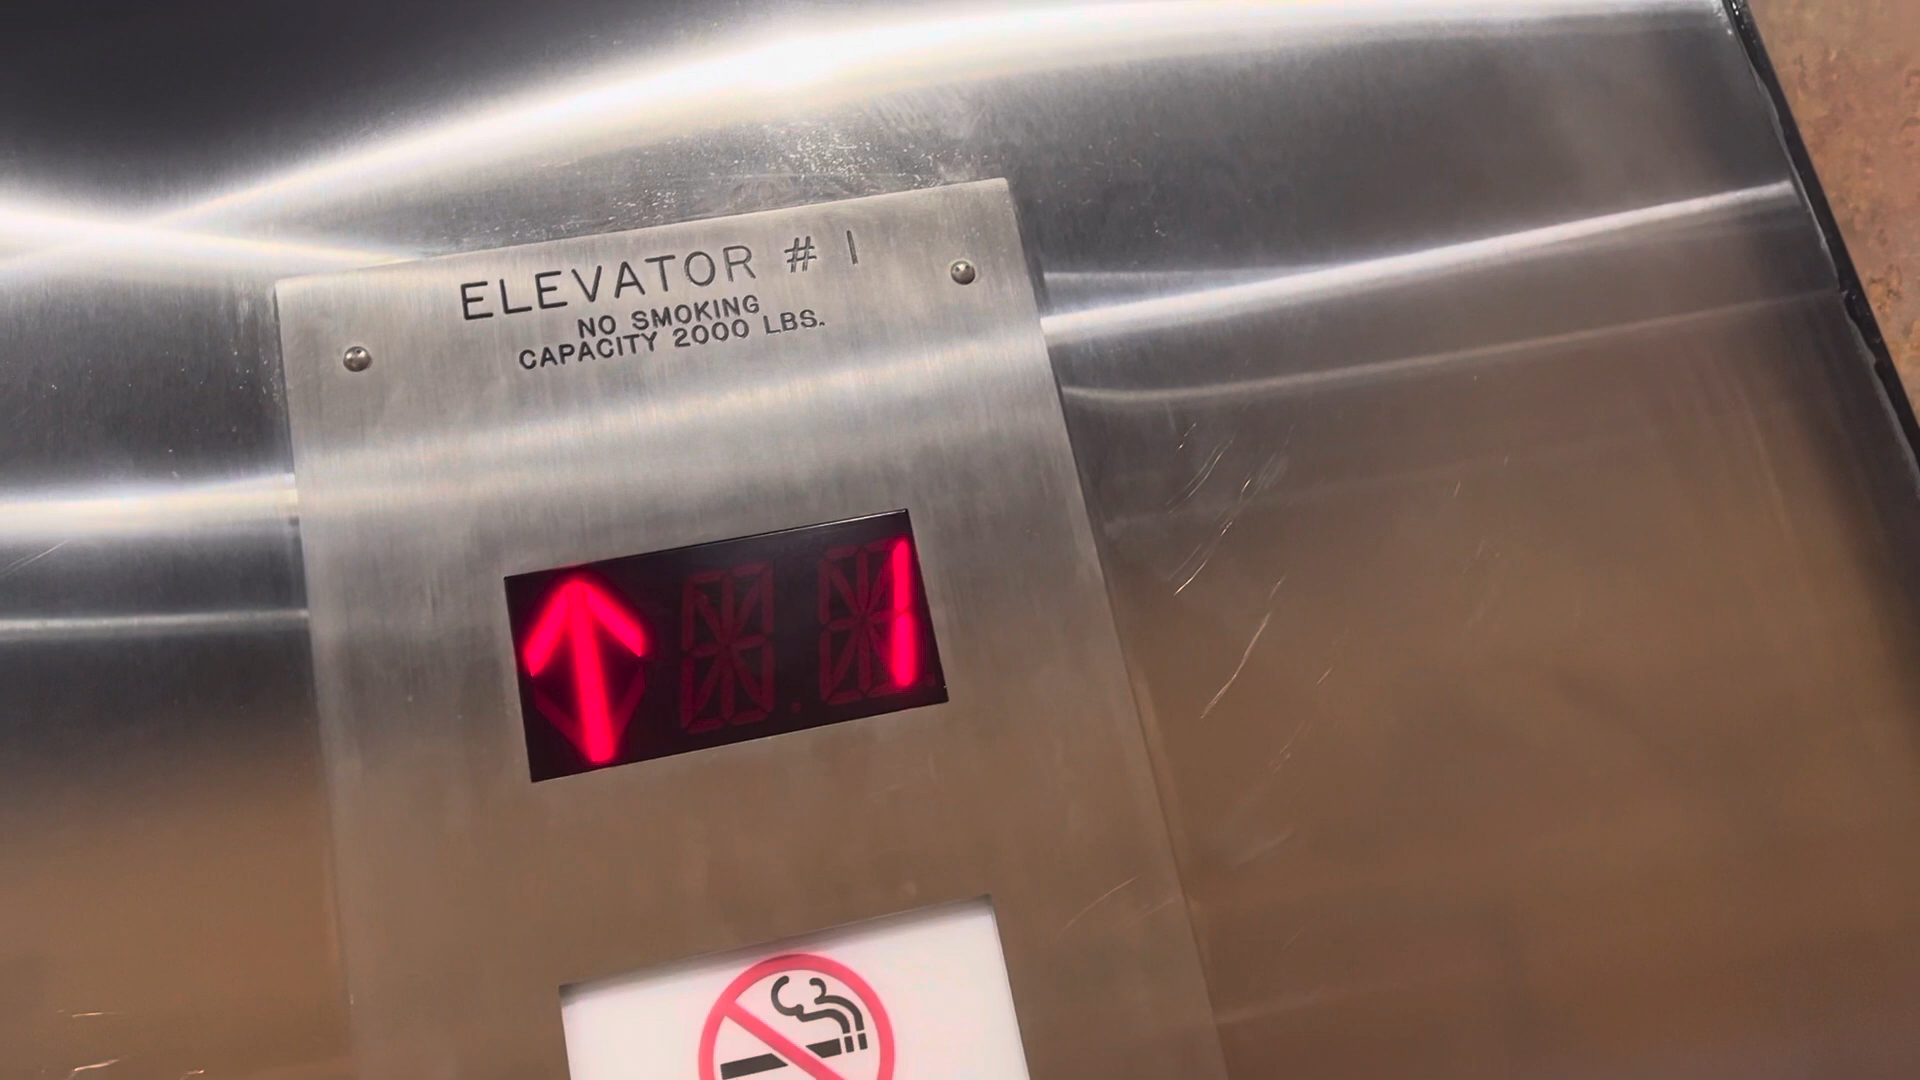 ELEVATOR # 1
NO SMOKING
CAPACITY 2000 LBS.
1